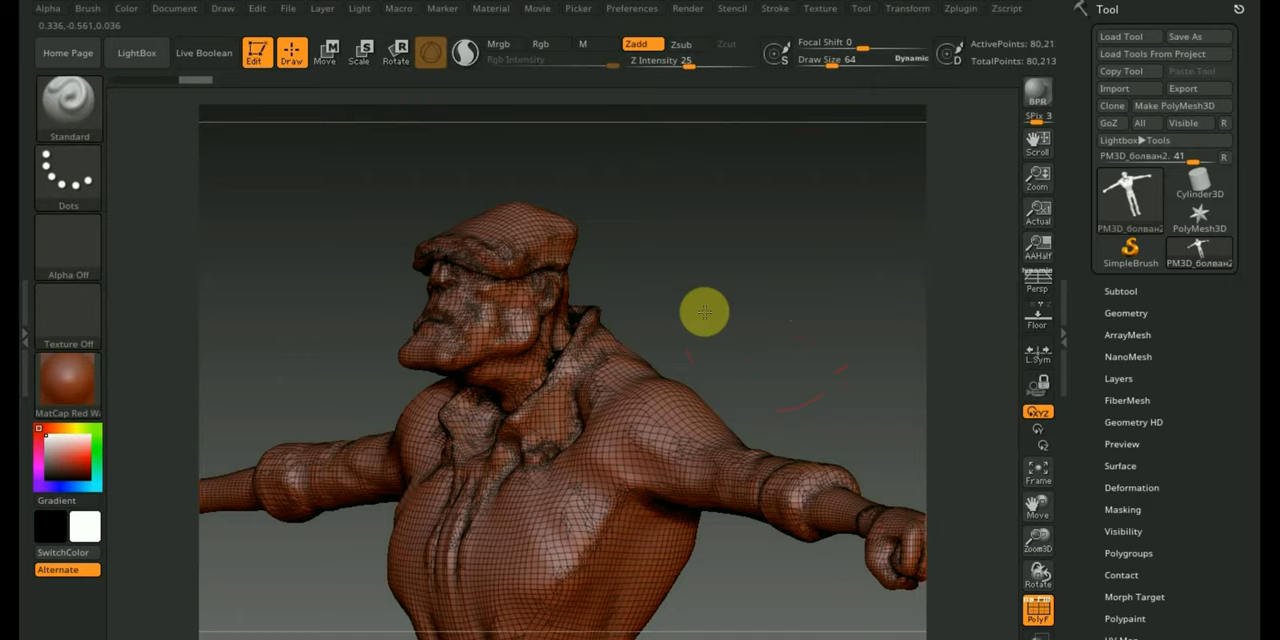 Alpha Brush Color Document Draw Edit File Layer Light Macro Marker Material Movie Picker Preferences Render Stencil Stroke Texture Tool Transform Zplugin Zscript
Tool
0.336,-0.561,0.036
Home Page
LightBox
Live Boolean
Edit
Draw
Move
Scale
Rotate
Mrgb Rgb M
Rgb Intensity
Zadd Zsub Zcut
Z Intensity 25
S
Focal Shift 0
Draw Size 64
Dynamic
D
ActivePoints: 80,21
TotalPoints: 80,213
Load Tool Save As
Load Tools From Project
Copy Tool Paste Tool
Import Export
Clone Make PolyMesh3D
GoZ All Visible R
Lightbox▶Tools
PM3D_болван2. 41 R
PM3D_болван2
Cylinder3D
PolyMesh3D
SimpleBrush
PM3D_болван2
Subtool
Geometry
ArrayMesh
NanoMesh
Layers
FiberMesh
Geometry HD
Preview
Surface
Deformation
Masking
Visibility
Polygroups
Contact
Morph Target
Polypaint
Standard
Dots
Alpha Off
Texture Off
MatCap Red Wa
Gradient
SwitchColor
Alternate
BPR
SPix 3
Scroll
Zoom
Actual
AAHalf
Dynamic
Persp
Floor
L.Sym
XYZ
Y
Z
Frame
Move
Zoom3D
Rotate
PolyF